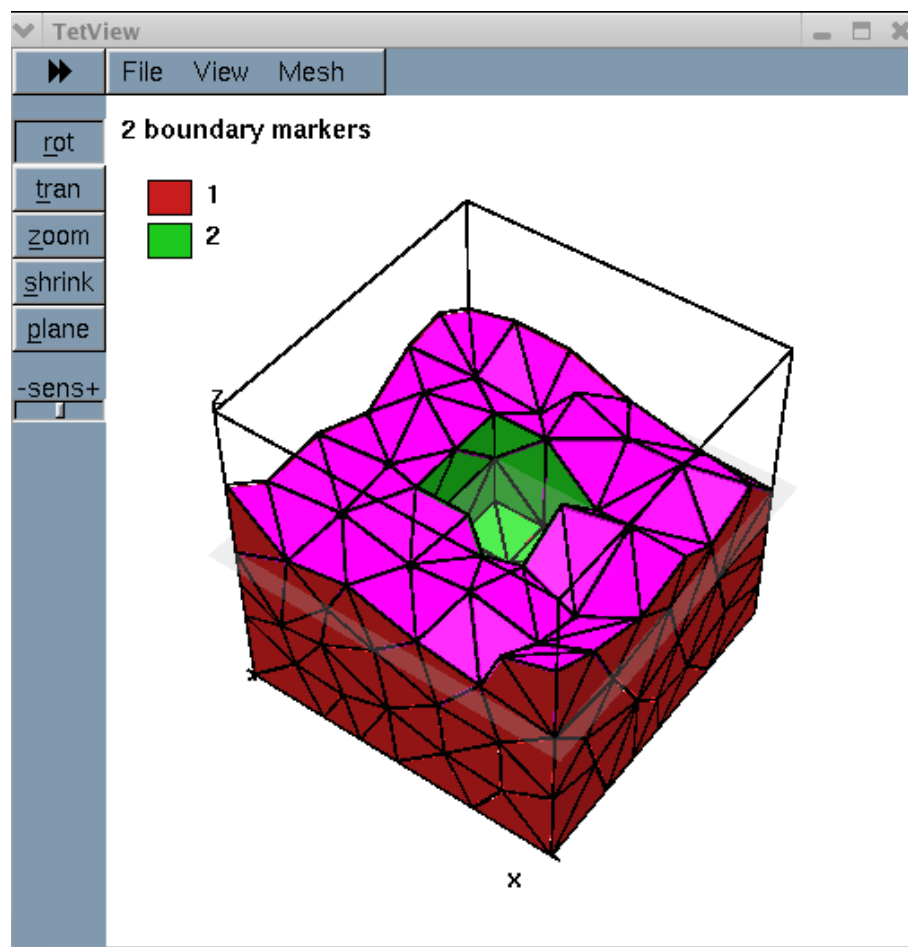 TetView
File View Mesh
rot
tran
zoom
shrink
plane
-sens+
2 boundary markers
1
2
z
x